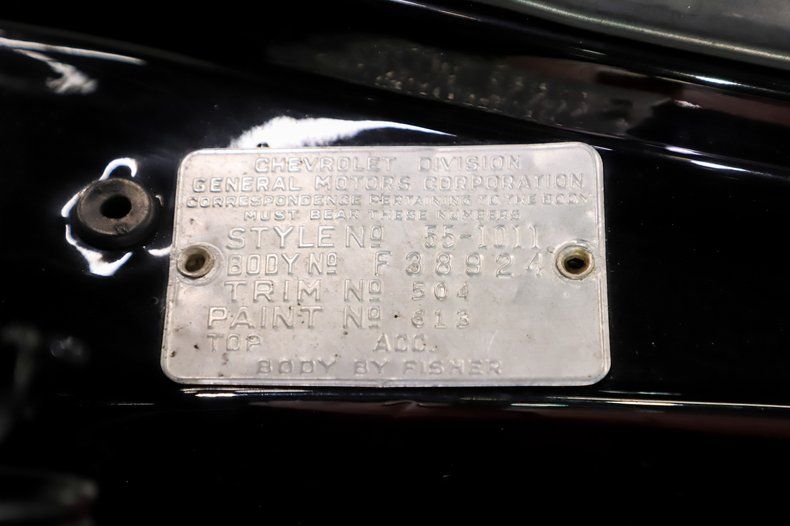 CHEVROLET DIVISION
GENERAL MOTORS CORPORATION
CORRESPONDENCE PERTAINING TO THE BODY
MUST BEAR THESE NUMBERS
STYLE No 55-1011
BODY No F 38924
TRIM No 504
PAINT No 613
TOP ACC.
BODY BY FISHER